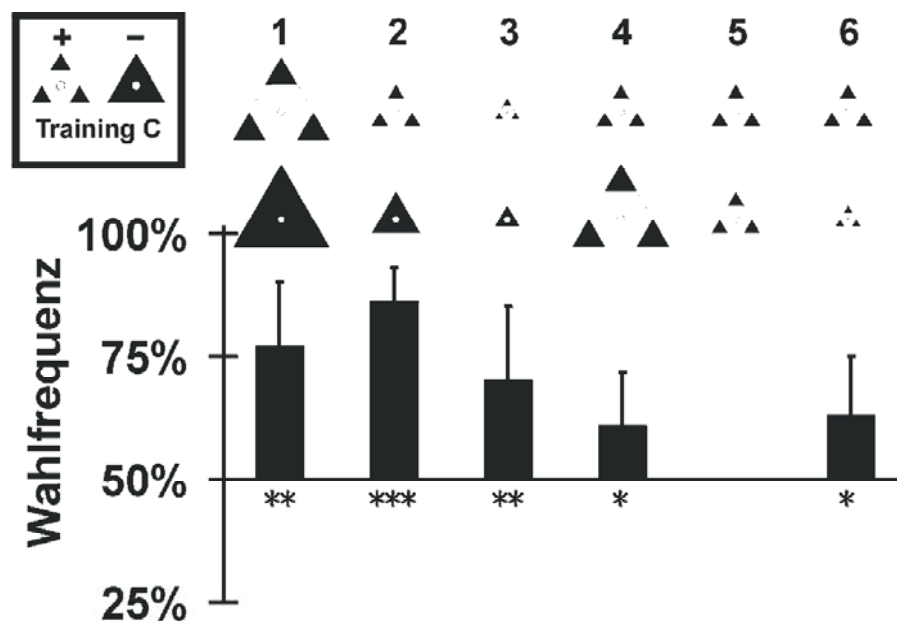 + −
Training C
1 2 3 4 5 6
Wahlfrequenz
100%
75%
50%
** *** ** * *
25%